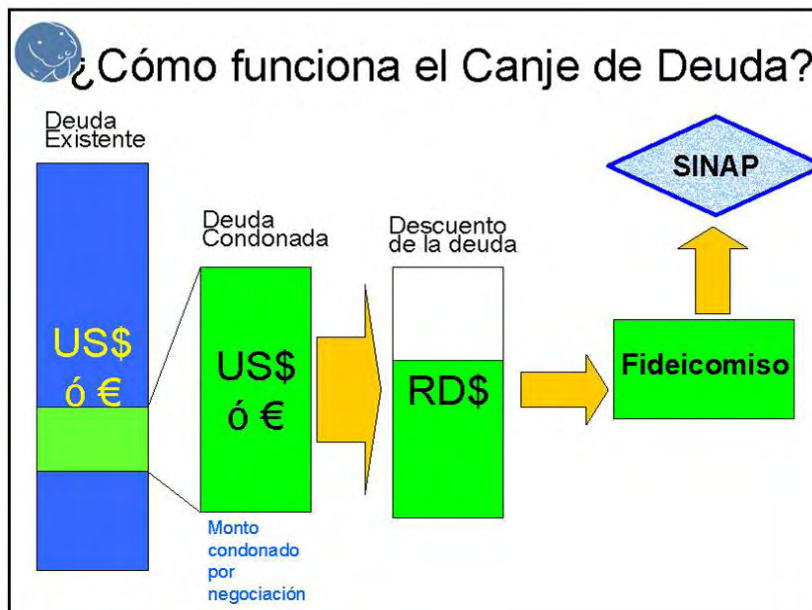 ¿Cómo funciona el Canje de Deuda?
Deuda
Existente
US$
ó €
Deuda
Condonada
US$
ó €
Monto
condonado
por
negociación
Descuento
de la deuda
RD$
Fideicomiso
SINAP